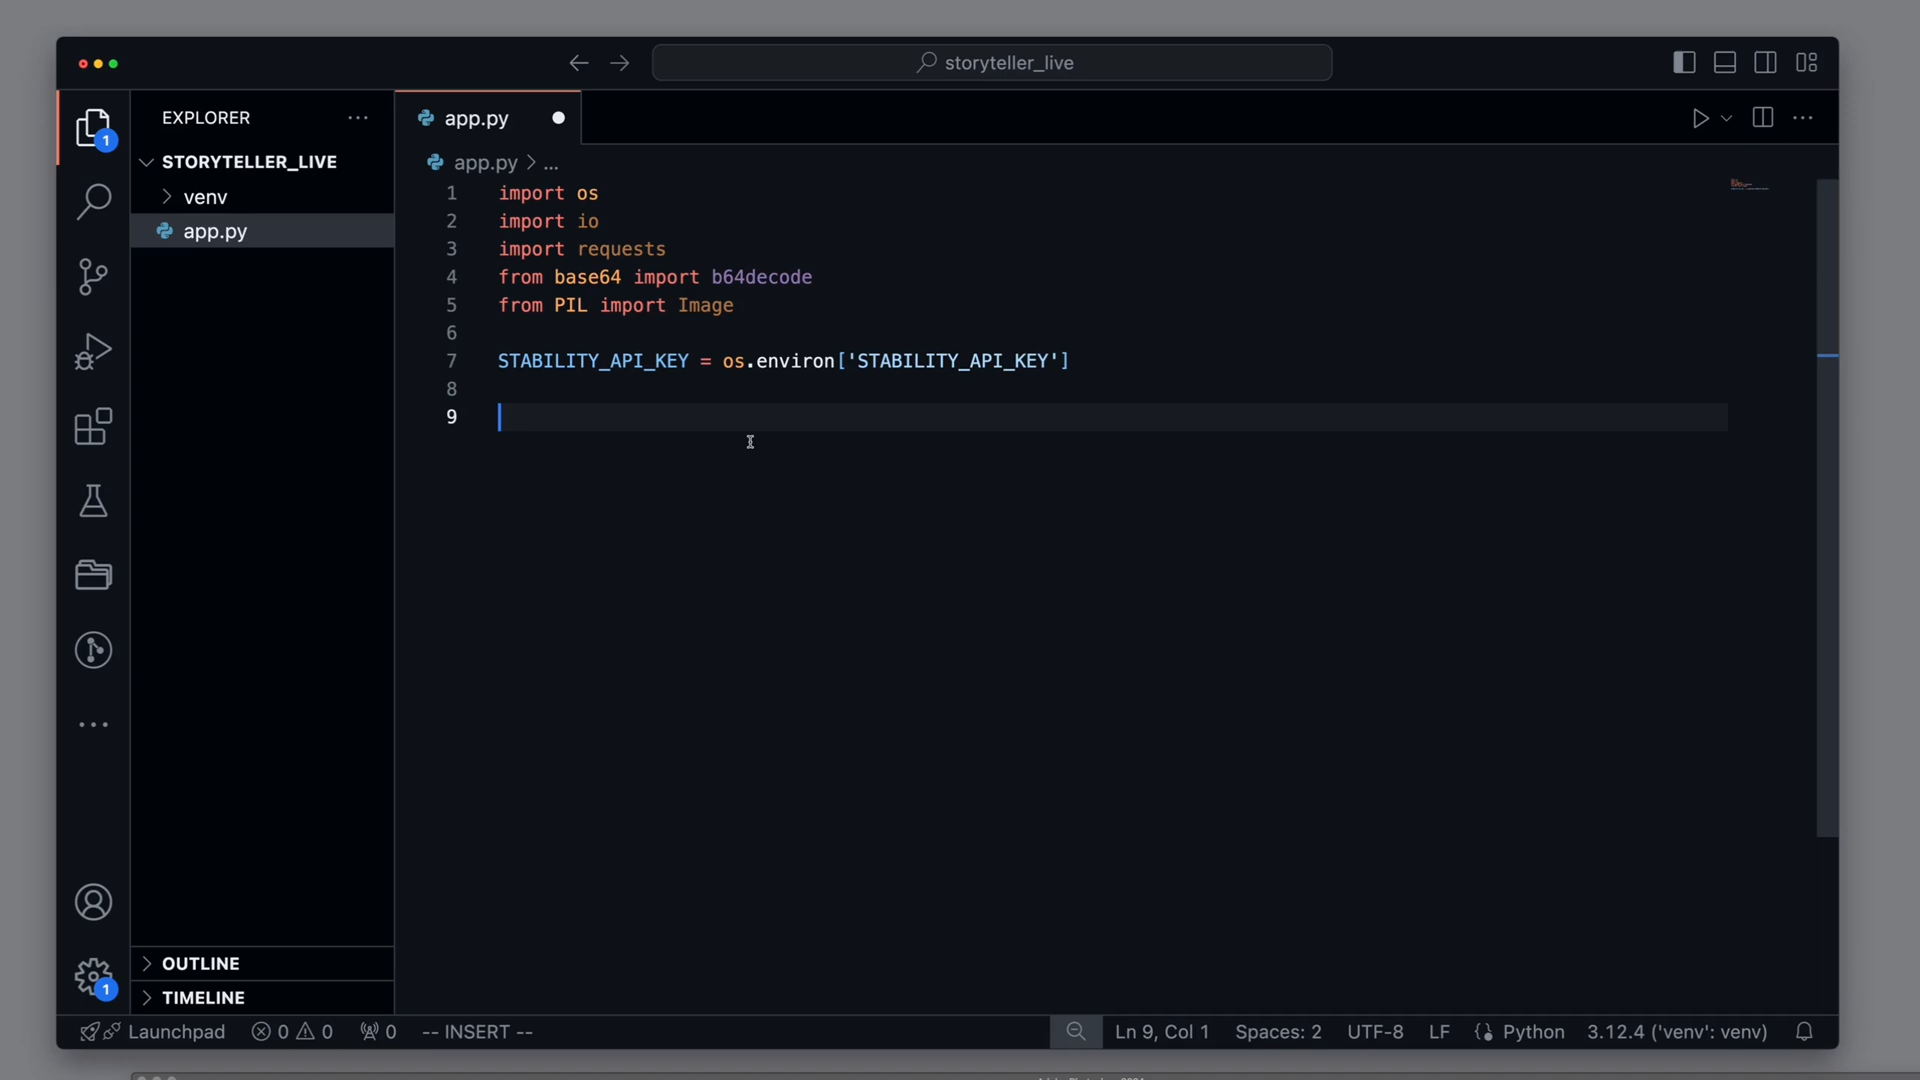 storyteller_live
EXPLORER
app.py
STORYTELLER_LIVE
app.py > ...
venv
app.py
1 import os
2 import io
3 import requests
4 from base64 import b64decode
5 from PIL import Image
6
7 STABILITY_API_KEY = os.environ['STABILITY_API_KEY']
8
9
1
OUTLINE
1
TIMELINE
Launchpad 0 0 0 -- INSERT -- Ln 9, Col 1 Spaces: 2 UTF-8 LF Python 3.12.4 ('venv': venv)